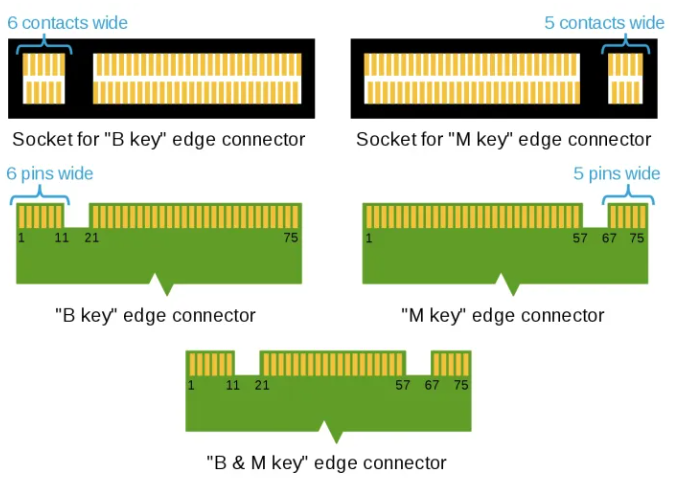 6 contacts wide
5 contacts wide
Socket for "B key" edge connector
Socket for "M key" edge connector
6 pins wide
5 pins wide
1 11 21 75
1 57 67 75
"B key" edge connector
"M key" edge connector
1 11 21 57 67 75
"B & M key" edge connector